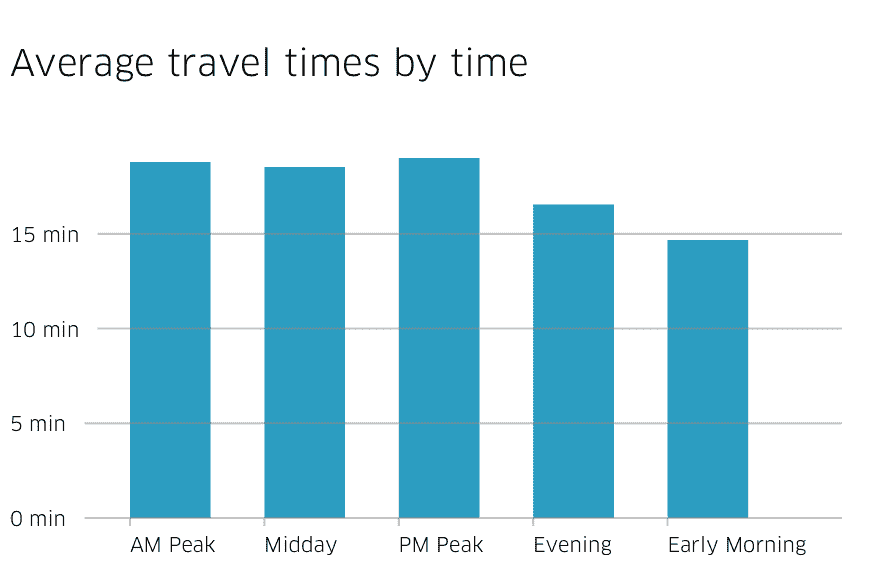 Average travel times by time
15 min
10 min
5 min
0 min
AM Peak Midday PM Peak Evening Early Morning